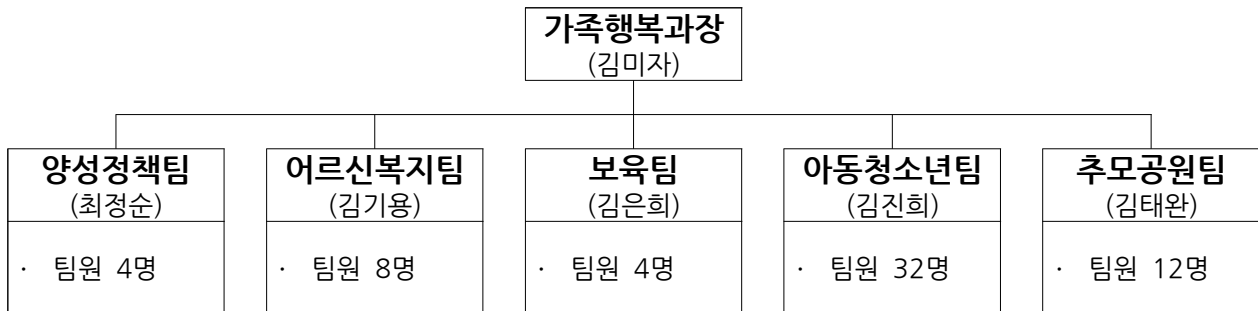 가족행복과장
(김미자)
양성정책팀
(최정순)
· 팀원 4명
어르신복지팀
(김기용)
· 팀원 8명
보육팀
(김은희)
· 팀원 4명
아동청소년팀
(김진희)
· 팀원 32명
추모공원팀
(김태완)
· 팀원 12명